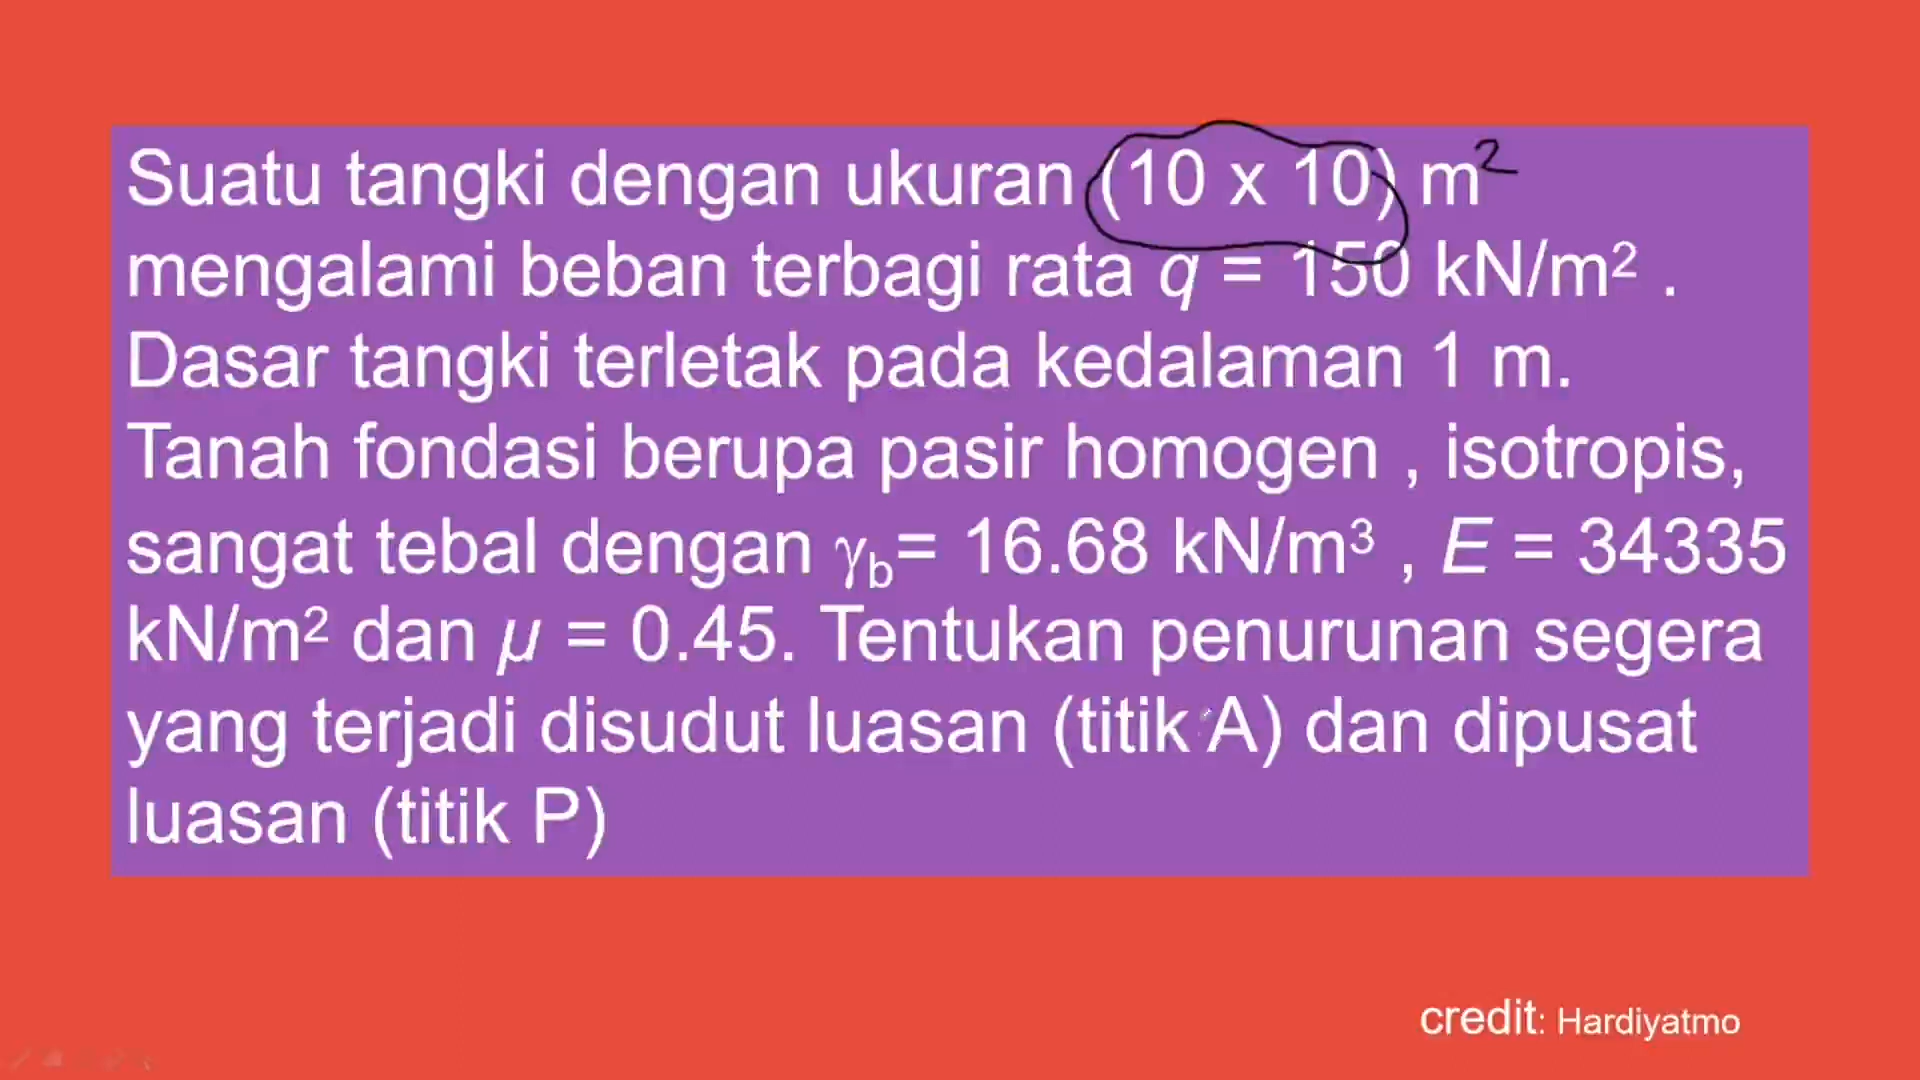 Suatu tangki dengan ukuran (10 x 10) m²
mengalami beban terbagi rata q = 150 kN/m² .
Dasar tangki terletak pada kedalaman 1 m.
Tanah fondasi berupa pasir homogen , isotropis,
sangat tebal dengan γb= 16.68 kN/m³ , E = 34335
kN/m² dan μ = 0.45. Tentukan penurunan segera
yang terjadi disudut luasan (titik A) dan dipusat
luasan (titik P)
credit: Hardiyatmo